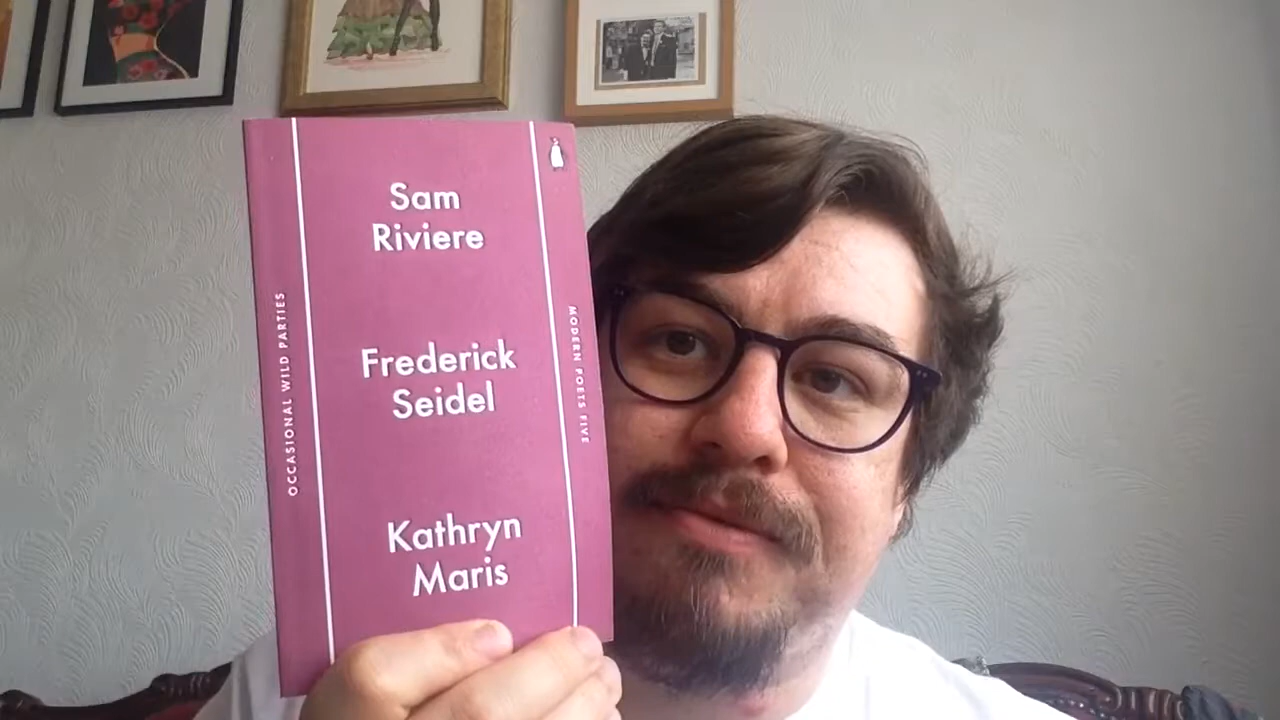 Sam
Riviere
Frederick
Seidel
Kathryn
Maris
OCCASIONAL WILD PARTIES
MODERN POETS FIVE